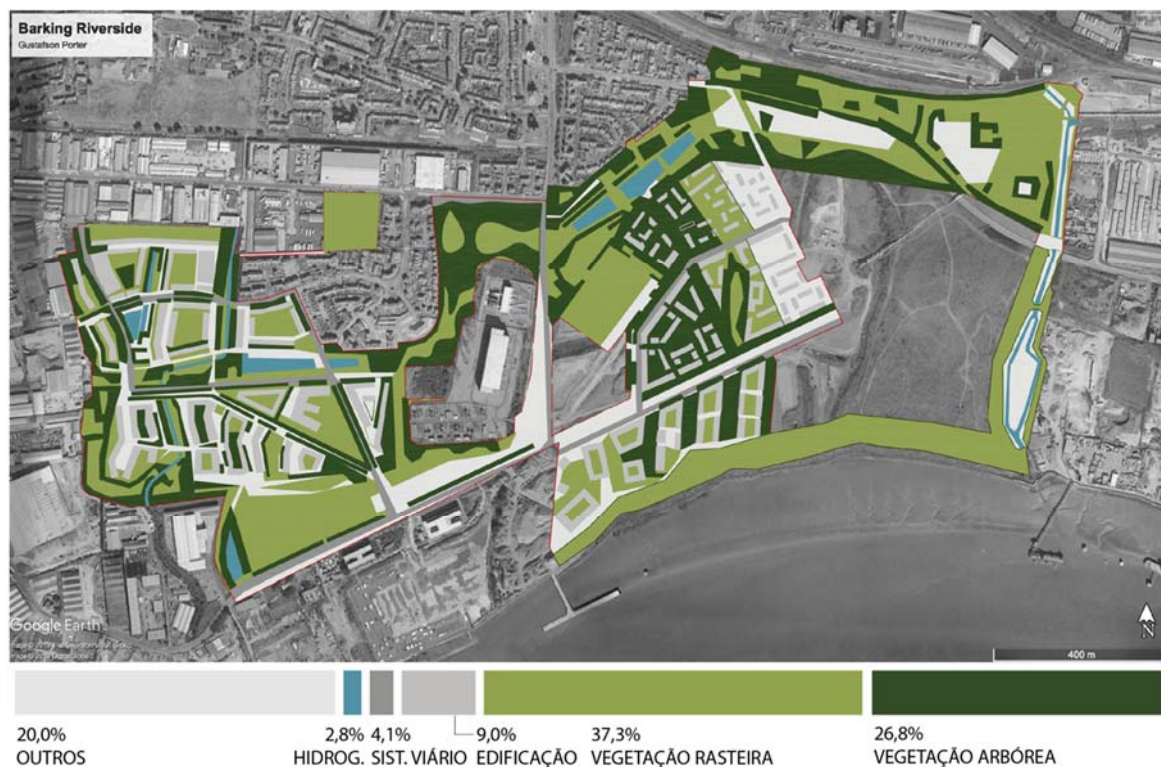 Barking Riverside
Gustafson Porter
Google Earth
N
400 m
20,0%
OUTROS
2,8%
HIDROG.
4,1%
SIST. VIÁRIO
9,0%
EDIFICAÇÃO
37,3%
VEGETAÇÃO RASTEIRA
26,8%
VEGETAÇÃO ARBÓREA